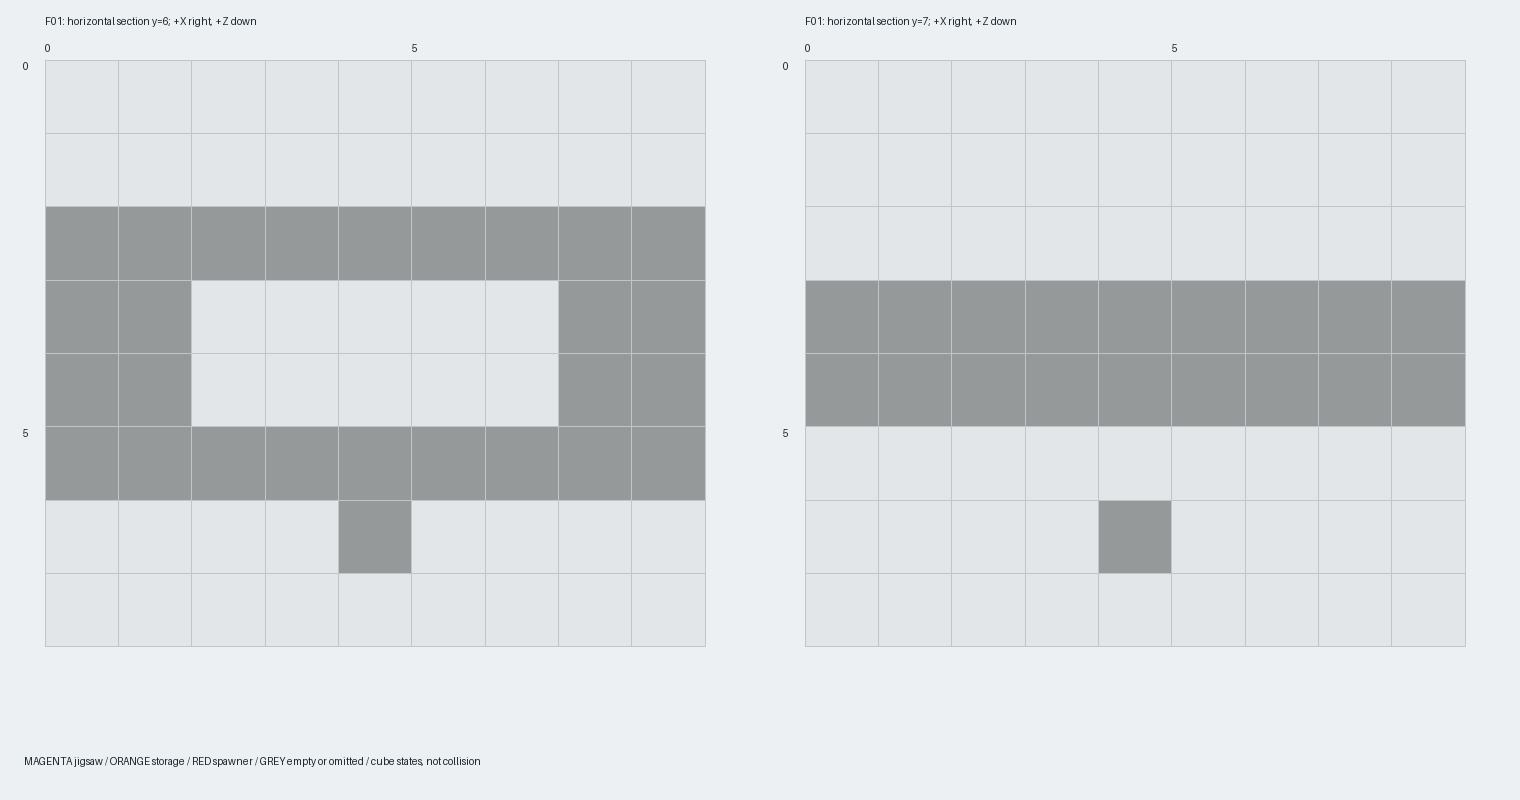 F01: horizontal section y=6; +X right, +Z down
F01: horizontal section y=7; +X right, +Z down
0 5
0 5
0
0
5
5
MAGENTA jigsaw / ORANGE storage / RED spawner / GREY empty or omitted / cube states, not collision